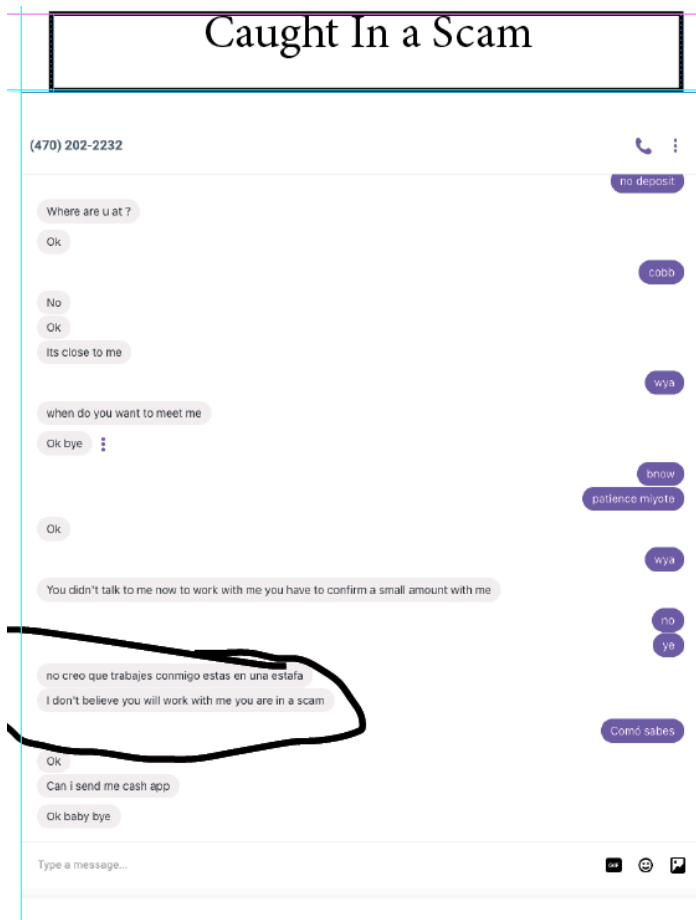 Caught In a Scam
(470) 202-2232
no deposit
Where are u at ?
Ok
cobb
No
Ok
Its close to me
wya
when do you want to meet me
Ok bye
bnow
patience miyote
Ok
wya
You didn't talk to me now to work with me you have to confirm a small amount with me
no
ye
no creo que trabajes conmigo estas en una estafa
I don't believe you will work with me you are in a scam
Comó sabes
Ok
Can i send me cash app
Ok baby bye
Type a message...
GIF